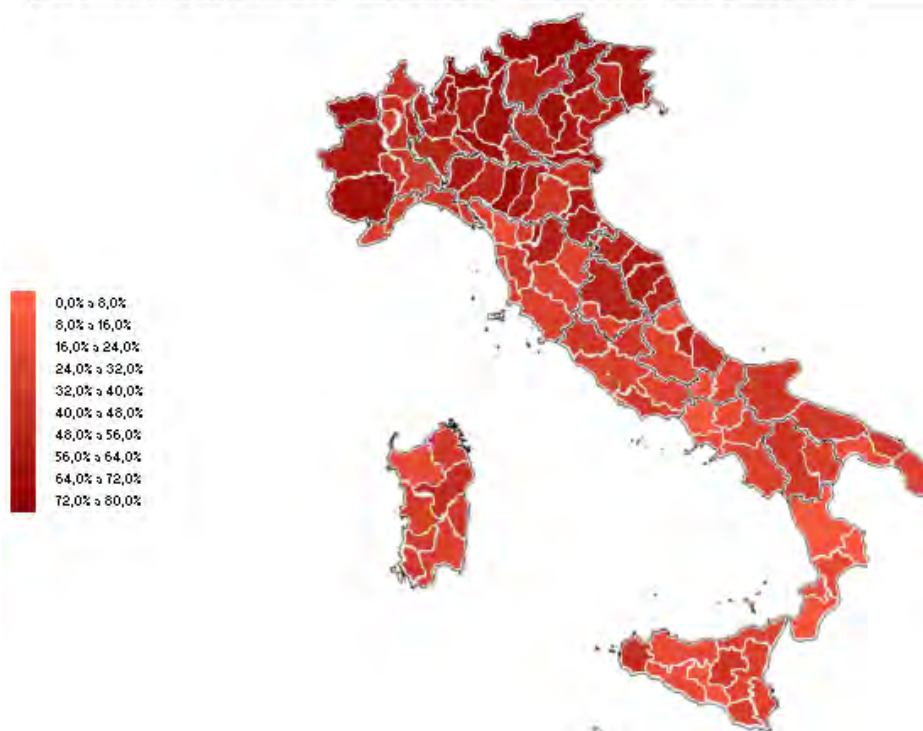 0,0% a 8,0%
8,0% a 16,0%
16,0% a 24,0%
24,0% a 32,0%
32,0% a 40,0%
40,0% a 48,0%
48,0% a 56,0%
56,0% a 64,0%
64,0% a 72,0%
72,0% a 80,0%